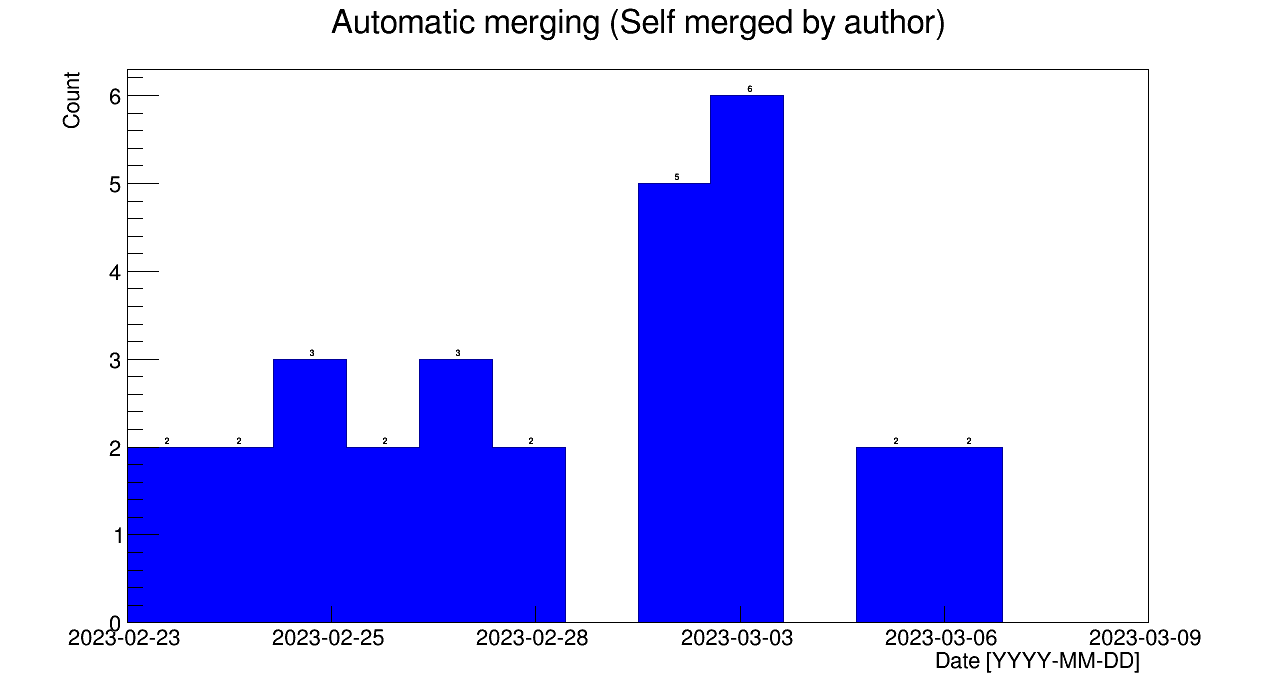 Automatic merging (Self merged by author)
Count
6
5
4
3
2
1
0
2 2 3 2 3 2 5 6 2 2
2023-02-23 2023-02-25 2023-02-28 2023-03-03 2023-03-06 2023-03-09
Date [YYYY-MM-DD]